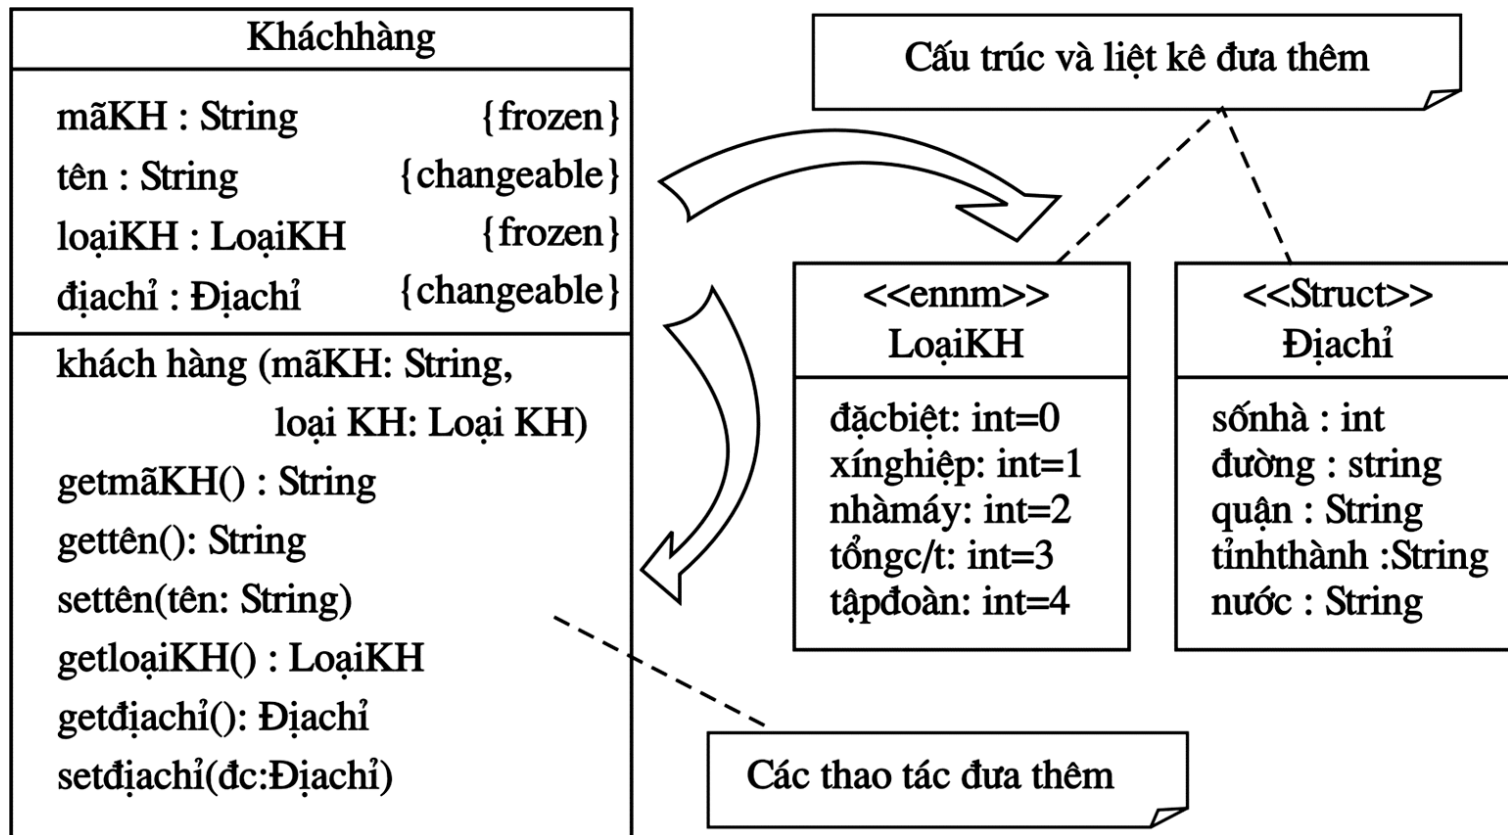 Kháchhàng
mãKH : String {frozen}
tên : String {changeable}
loạiKH : LoạiKH {frozen}
địachỉ : Địachỉ {changeable}
khách hàng (mãKH: String,
loại KH: Loại KH)
getmãKH() : String
gettên(): String
settên(tên: String)
getloạiKH() : LoạiKH
getđịachỉ(): Địachỉ
setđịachỉ(đc:Địachỉ)
Cấu trúc và liệt kê đưa thêm
<<ennm>>
LoạiKH
đặcbiệt: int=0
xínghiệp: int=1
nhàmáy: int=2
tổngc/t: int=3
tậpđoàn: int=4
<<Struct>>
Địachỉ
sốnhà : int
đường : string
quận : String
tỉnhthành :String
nước : String
Các thao tác đưa thêm